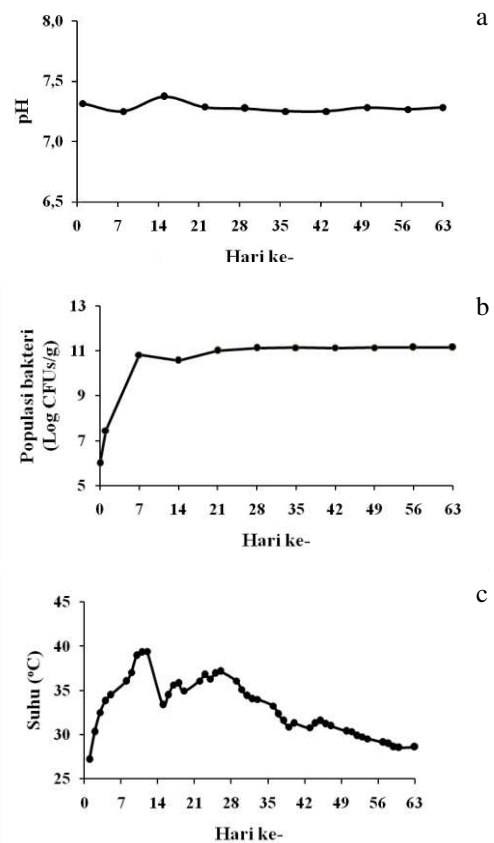 a
8,0
7,5
7,0
6,5
pH
0 7 14 21 28 35 42 49 56 63
Hari ke-
b
13
11
9
7
5
Populasi bakteri
(Log CFUs/g)
0 7 14 21 28 35 42 49 56 63
Hari ke-
c
45
40
35
30
25
Suhu (°C)
0 7 14 21 28 35 42 49 56 63
Hari ke-